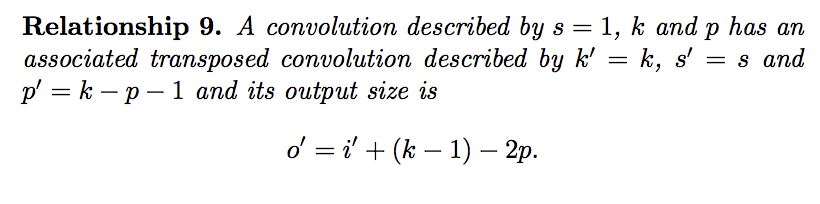 Relationship 9. A convolution described by s = 1, k and p has an
associated transposed convolution described by k′ = k, s′ = s and
p′ = k − p − 1 and its output size is
o′ = i′ + (k − 1) − 2p.